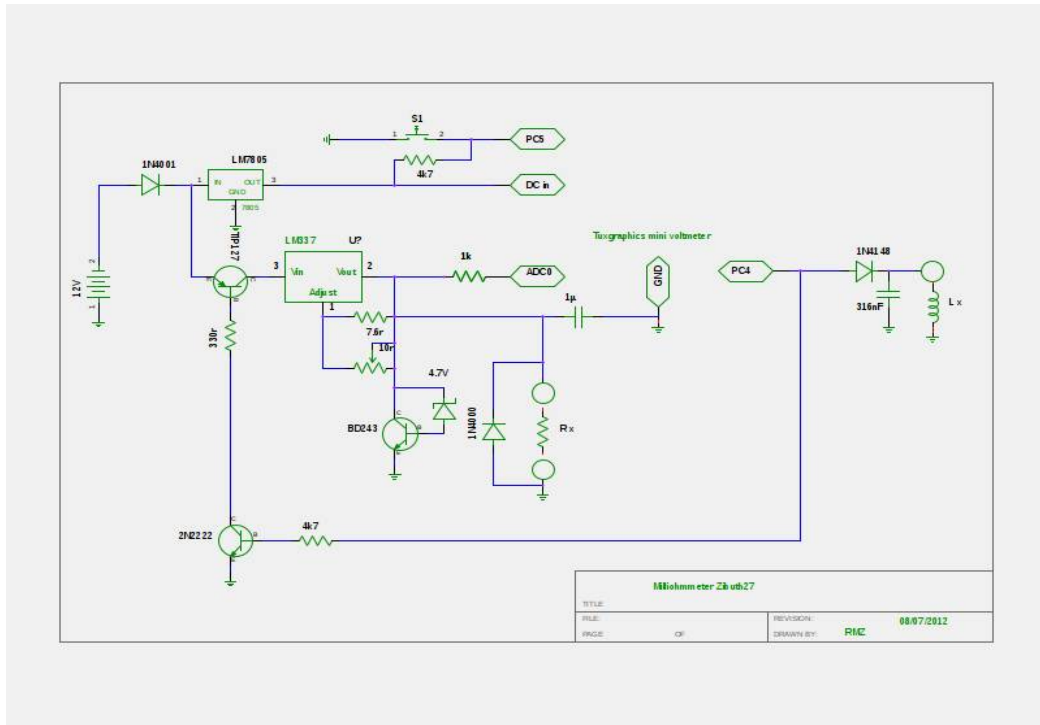 S1
1 2
PC5
4k7
1N4001
LM7805
1 IN OUT 3
GND
2 7805
DC in
TIP127
LM337 U?
3 Vin Vout 2
Adjust
1
1k
ADC0
Tuxgraphics mini voltmeter
GND
PC4
1N4148
316nF
Lx
12V
2
1
330r
7.6r
10r
1µ
4.7V
C
B
E
BD243
1N4000
Rx
2N2222
C
B
E
4k7
Milliohmmeter Zibuth27
TITLE
FILE:
REVISION:
08/07/2012
PAGE OF
DRAWN BY:
RMZ